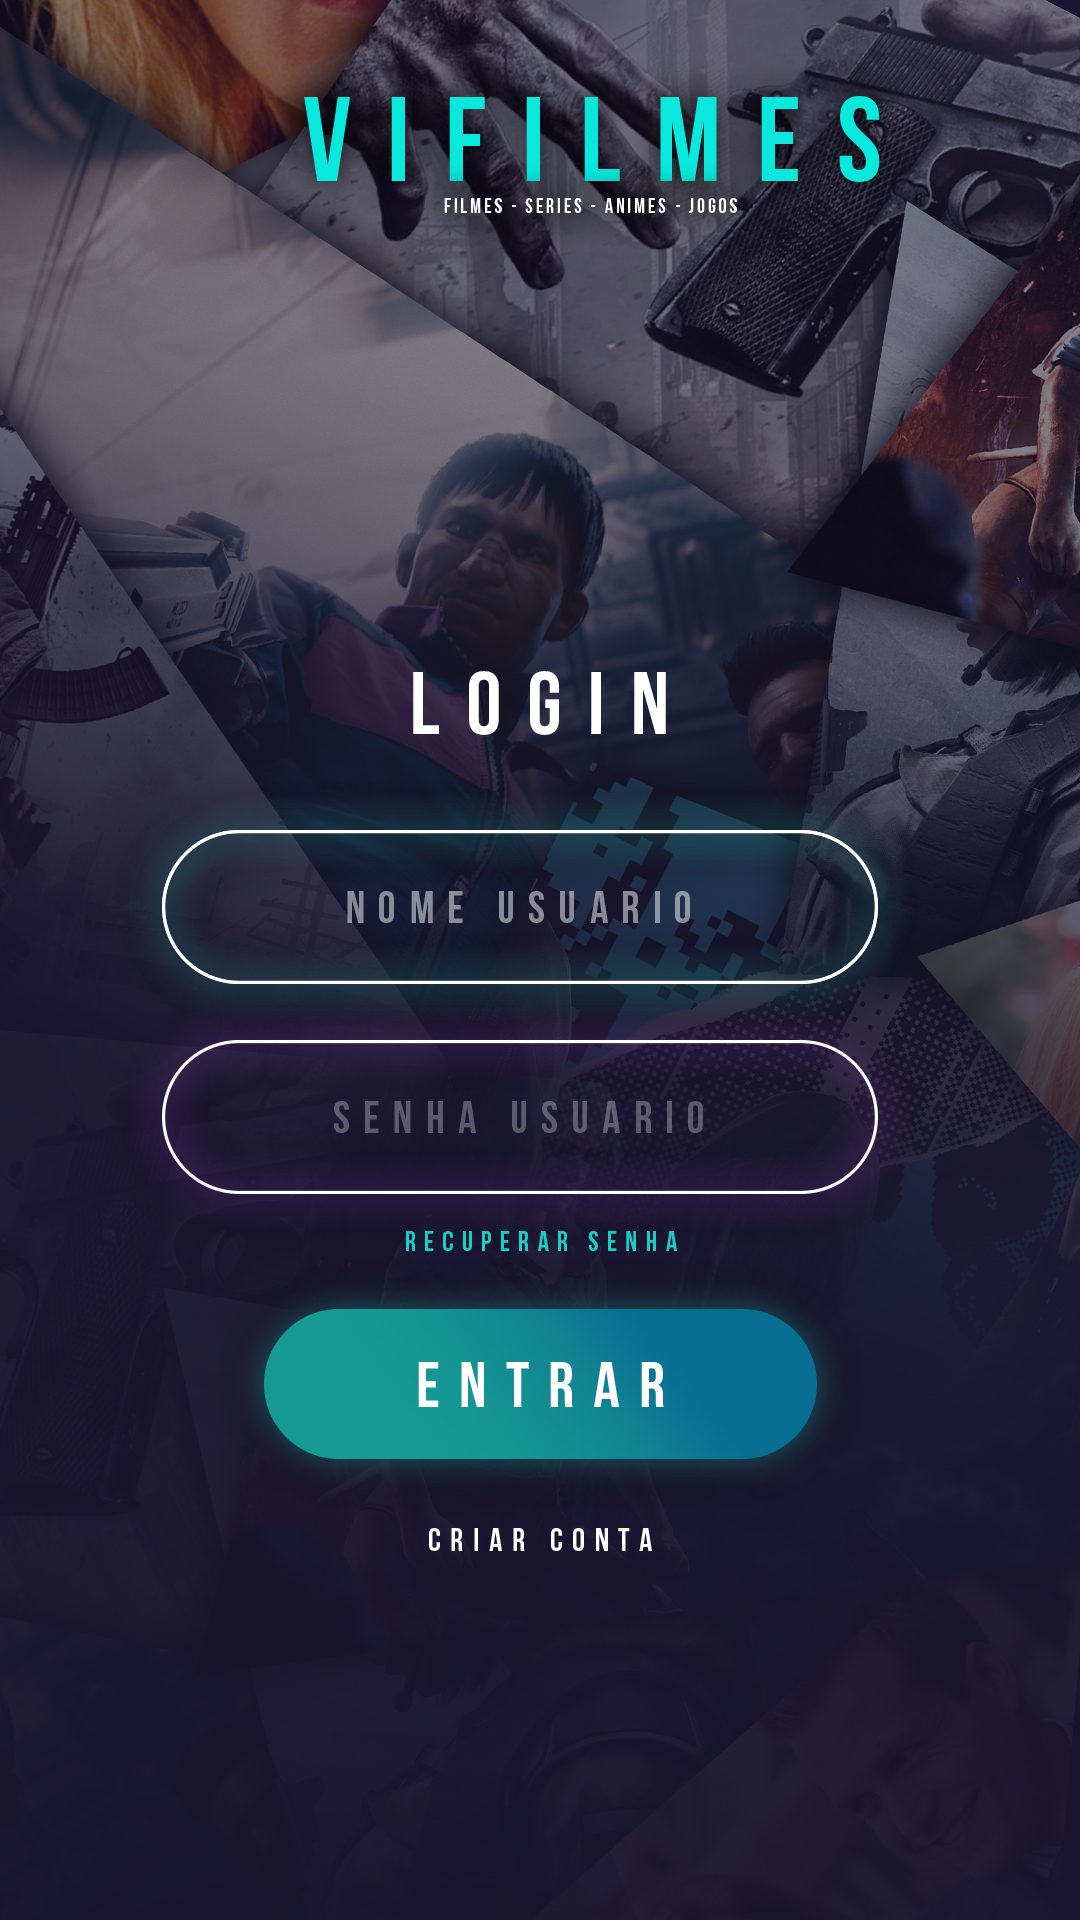 VIFILMES
FILMES - SERIES - ANIMES - JOGOS
LOGIN
NOME USUARIO
SENHA USUARIO
RECUPERAR SENHA
ENTRAR
CRIAR CONTA